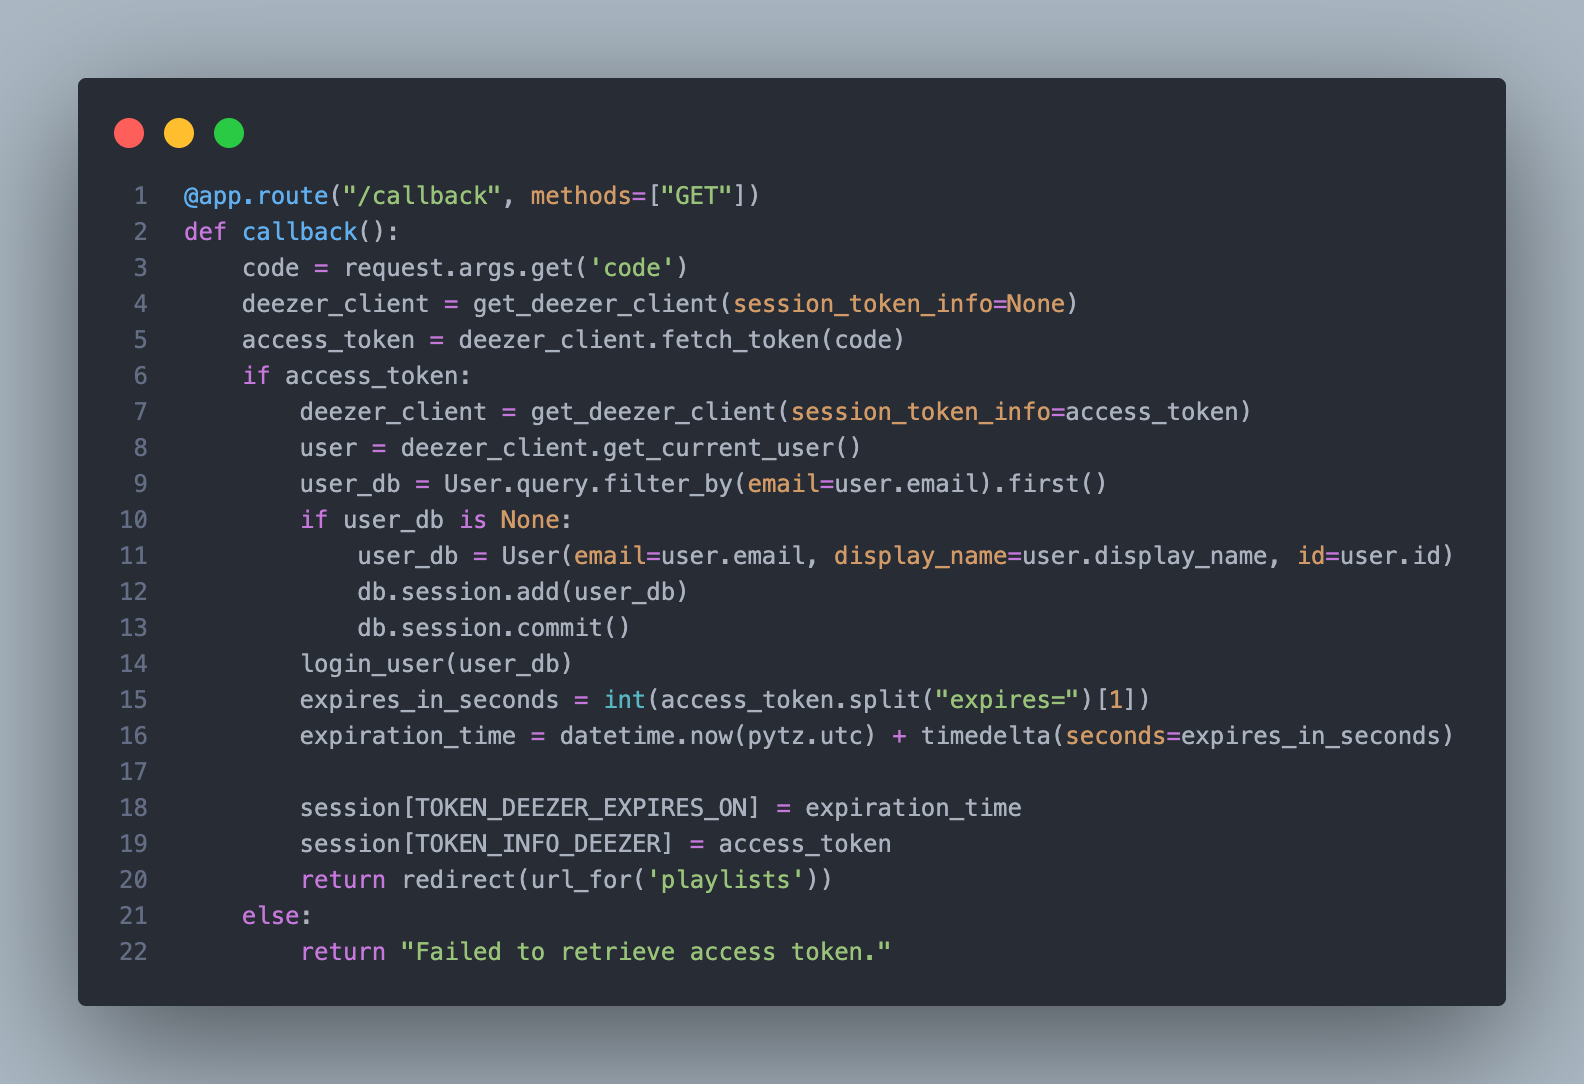 1 @app.route("/callback", methods=["GET"])
2 def callback():
3     code = request.args.get('code')
4     deezer_client = get_deezer_client(session_token_info=None)
5     access_token = deezer_client.fetch_token(code)
6     if access_token:
7         deezer_client = get_deezer_client(session_token_info=access_token)
8         user = deezer_client.get_current_user()
9         user_db = User.query.filter_by(email=user.email).first()
10         if user_db is None:
11             user_db = User(email=user.email, display_name=user.display_name, id=user.id)
12             db.session.add(user_db)
13             db.session.commit()
14         login_user(user_db)
15         expires_in_seconds = int(access_token.split("expires=")[1])
16         expiration_time = datetime.now(pytz.utc) + timedelta(seconds=expires_in_seconds)
17
18         session[TOKEN_DEEZER_EXPIRES_ON] = expiration_time
19         session[TOKEN_INFO_DEEZER] = access_token
20         return redirect(url_for('playlists'))
21     else:
22         return "Failed to retrieve access token."